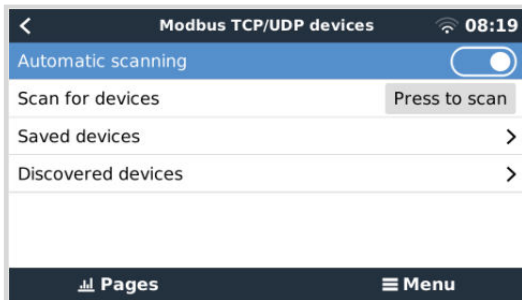 Modbus TCP/UDP devices 08:19
Automatic scanning
Scan for devices Press to scan
Saved devices
Discovered devices
Pages Menu